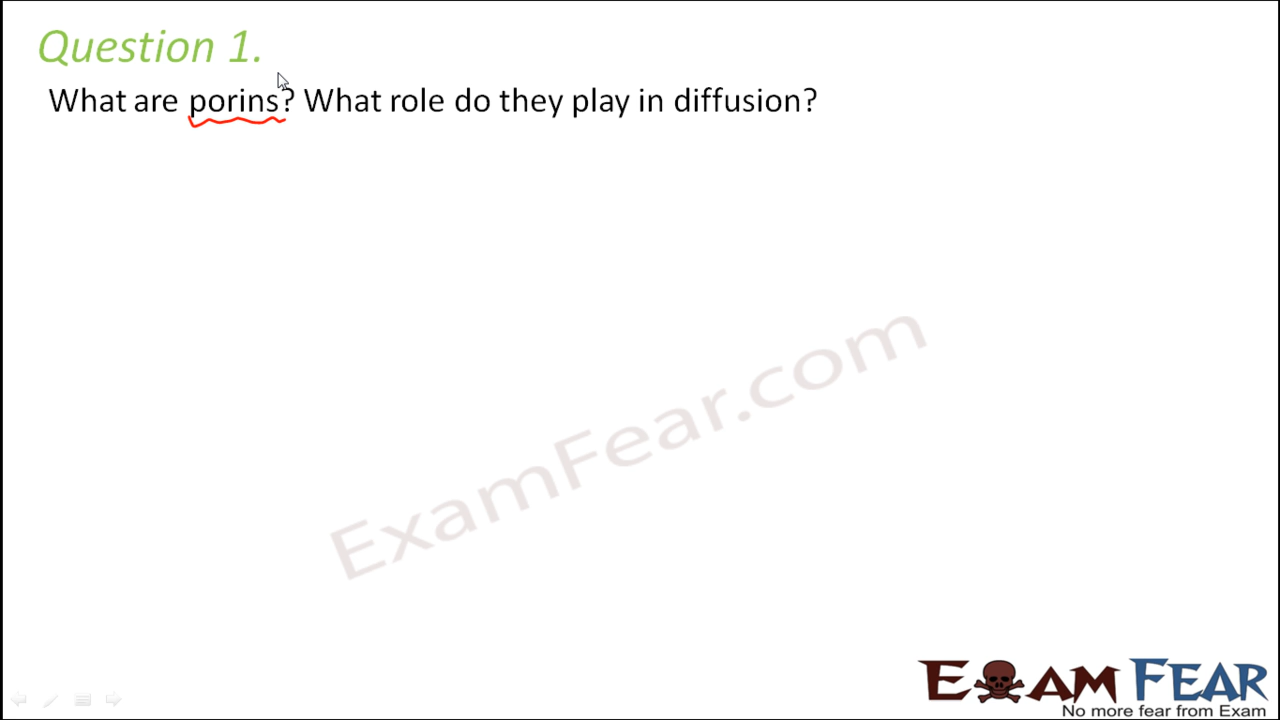 Question 1.
What are porins? What role do they play in diffusion?
ExamFear.com
EXAM FEAR
No more fear from Exam